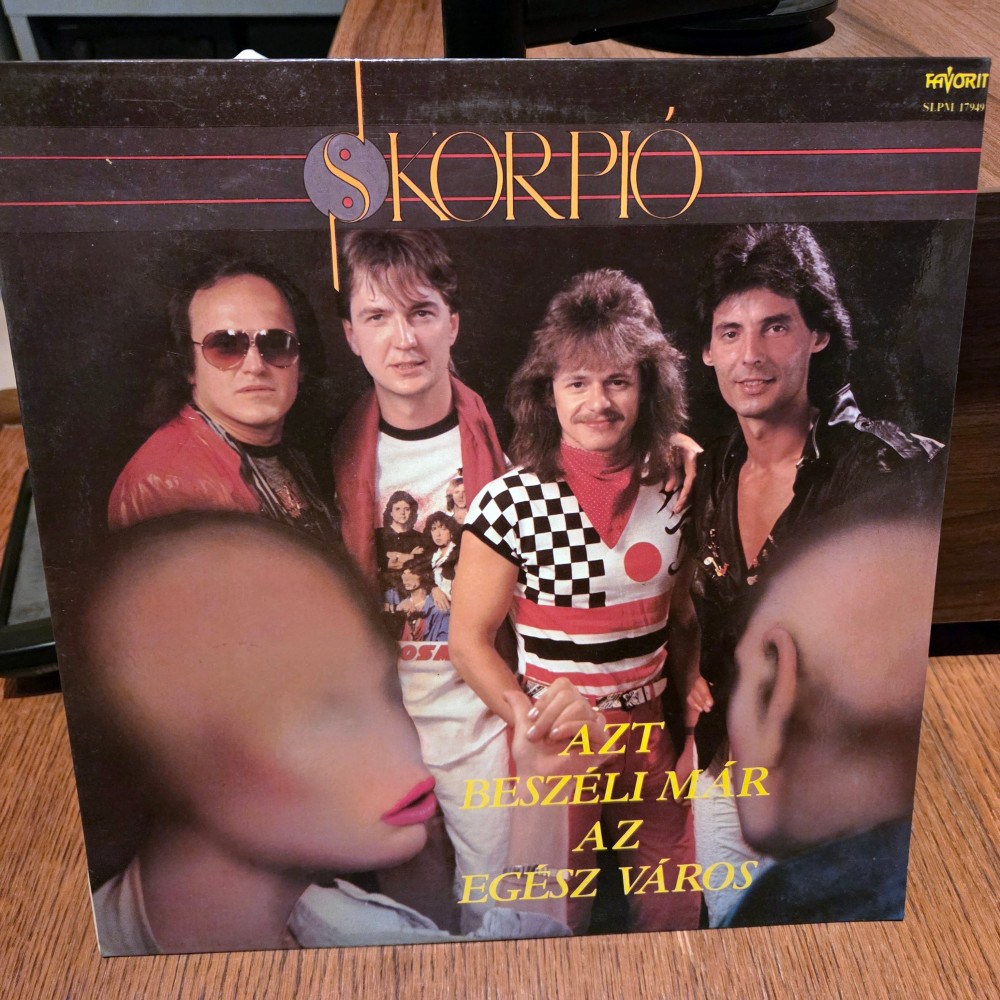 FAVORIT
SLPM 17949
SKORPIÓ
AZT
BESZÉLI MÁR
AZ
EGÉSZ VÁROS